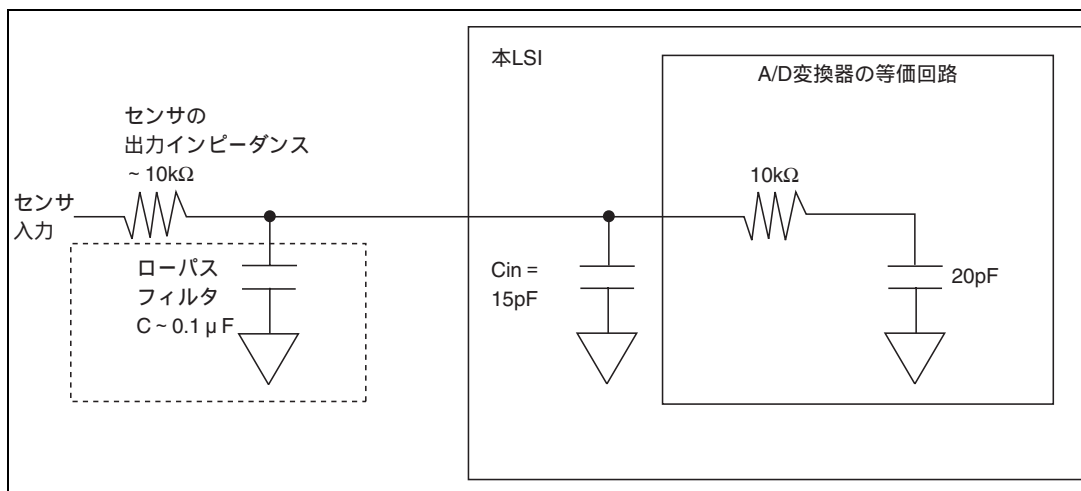 本LSI
A/D変換器の等価回路
センサの
出力インピーダンス
~ 10kΩ
10kΩ
センサ
入力
ローパス
フィルタ
C ~ 0.1 μ F
Cin =
15pF
20pF